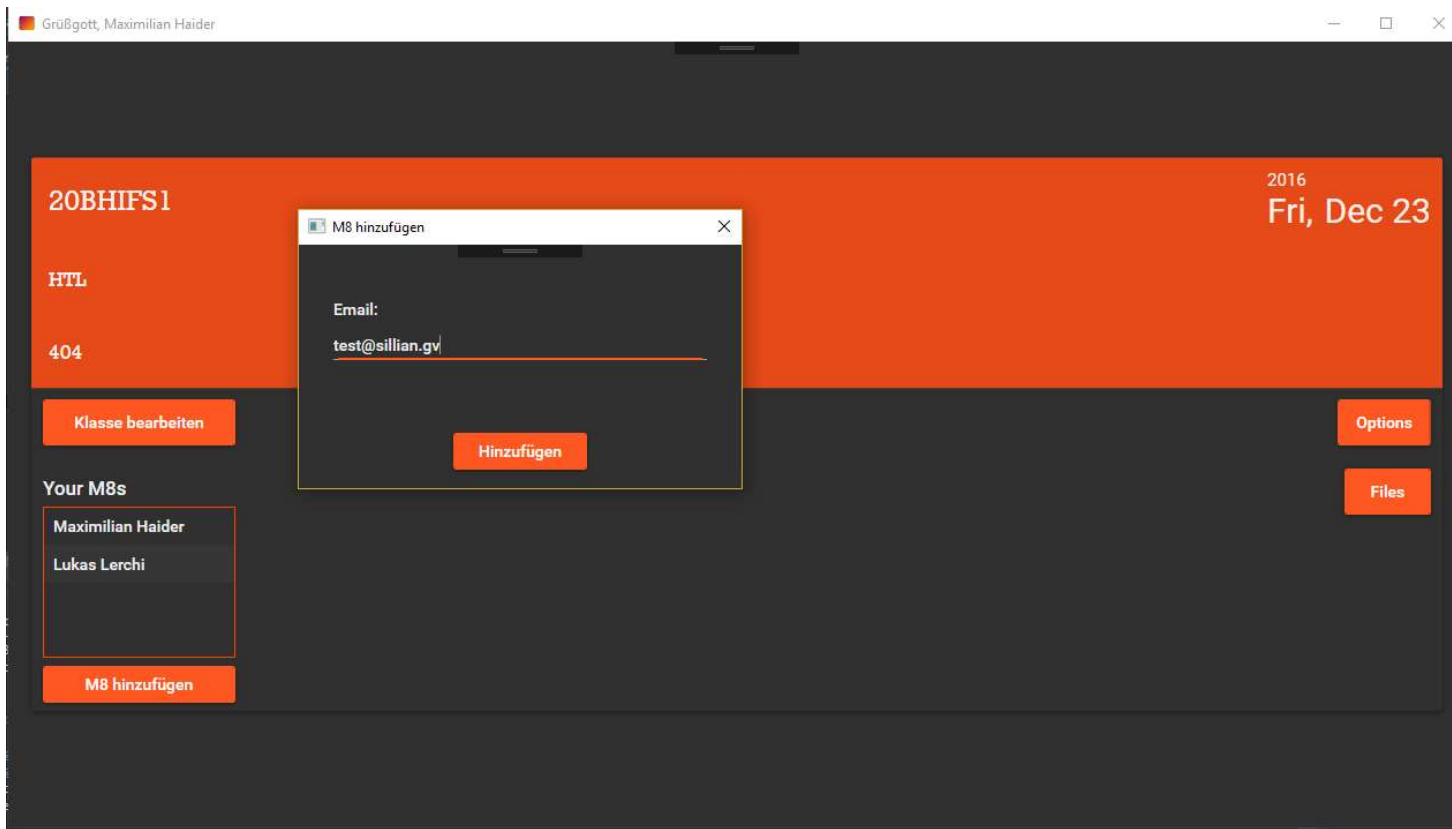 Grüßgott, Maximilian Haider
20BHIFS1
2016
Fri, Dec 23
HTL
404
M8 hinzufügen
Email:
test@sillian.gv
Hinzufügen
Klasse bearbeiten
Options
Your M8s
Files
Maximilian Haider
Lukas Lerchi
M8 hinzufügen